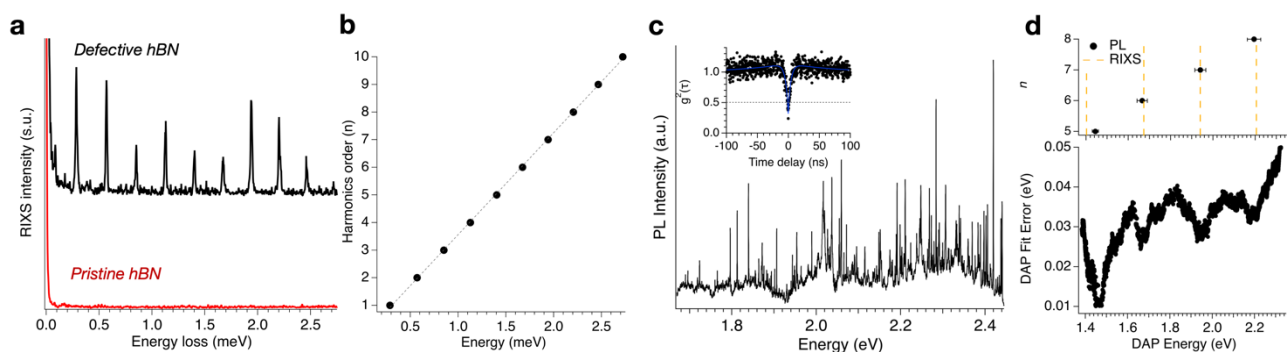 a
Defective hBN
Pristine hBN
RIXS intensity (s.u.)
0.0 0.5 1.0 1.5 2.0 2.5
Energy loss (meV)
b
Harmonics order (n)
10
9
8
7
6
5
4
3
2
1
0.5 1.0 1.5 2.0 2.5
Energy (meV)
c
PL Intensity (a.u.)
g²(τ)
1.0
0.5
0.0
-100 -50 0 50 100
Time delay (ns)
1.8 2.0 2.2 2.4
Energy (eV)
d
PL
RIXS
n
8
7
6
5
DAP Fit Error (eV)
0.05
0.04
0.03
0.02
0.01
1.4 1.6 1.8 2.0 2.2
DAP Energy (eV)